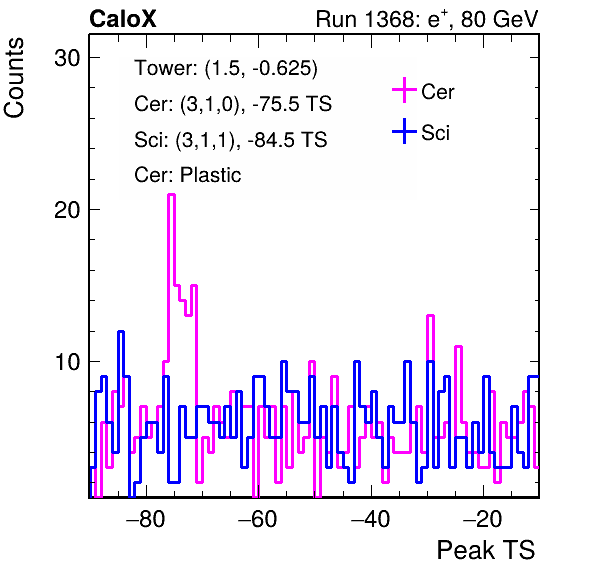 CaloX Run 1368: e⁺, 80 GeV
Counts
30
20
10
Tower: (1.5, -0.625)
Cer: (3,1,0), -75.5 TS
Sci: (3,1,1), -84.5 TS
Cer: Plastic
Cer
Sci
−80 −60 −40 −20
Peak TS